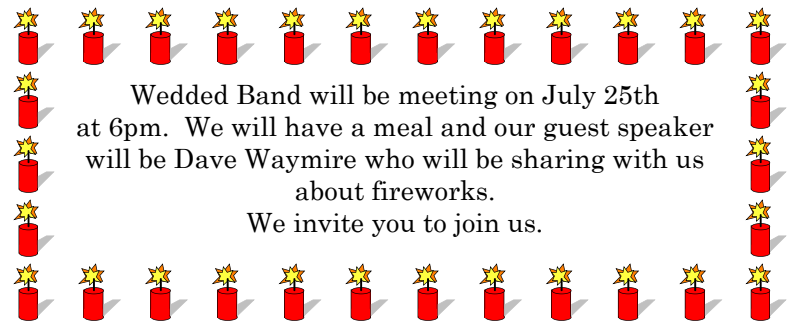 Wedded Band will be meeting on July 25th
at 6pm.  We will have a meal and our guest speaker
will be Dave Waymire who will be sharing with us
about fireworks.
We invite you to join us.